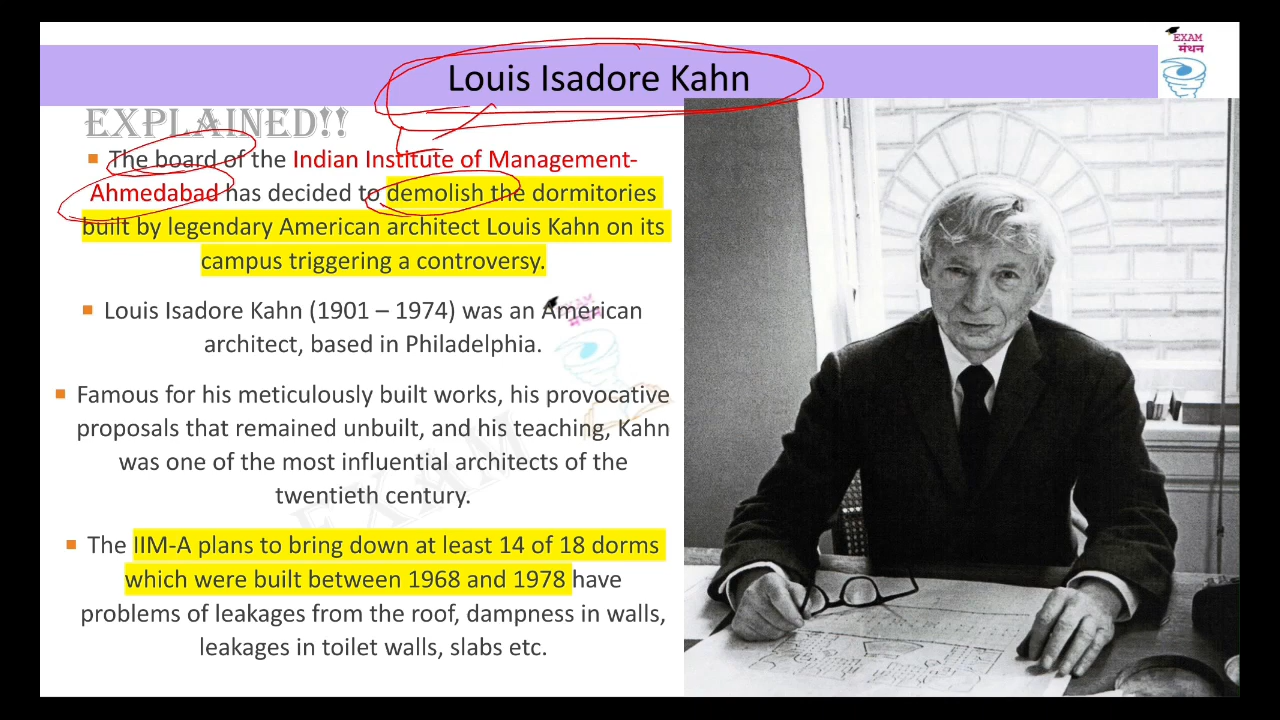 Louis Isadore Kahn
EXAM
मंथन
EXPLAINED!!
The board of the Indian Institute of Management-
Ahmedabad has decided to demolish the dormitories
built by legendary American architect Louis Kahn on its
campus triggering a controversy.
Louis Isadore Kahn (1901 – 1974) was an American
architect, based in Philadelphia.
Famous for his meticulously built works, his provocative
proposals that remained unbuilt, and his teaching, Kahn
was one of the most influential architects of the
twentieth century.
The IIM-A plans to bring down at least 14 of 18 dorms
which were built between 1968 and 1978 have
problems of leakages from the roof, dampness in walls,
leakages in toilet walls, slabs etc.
EXAM